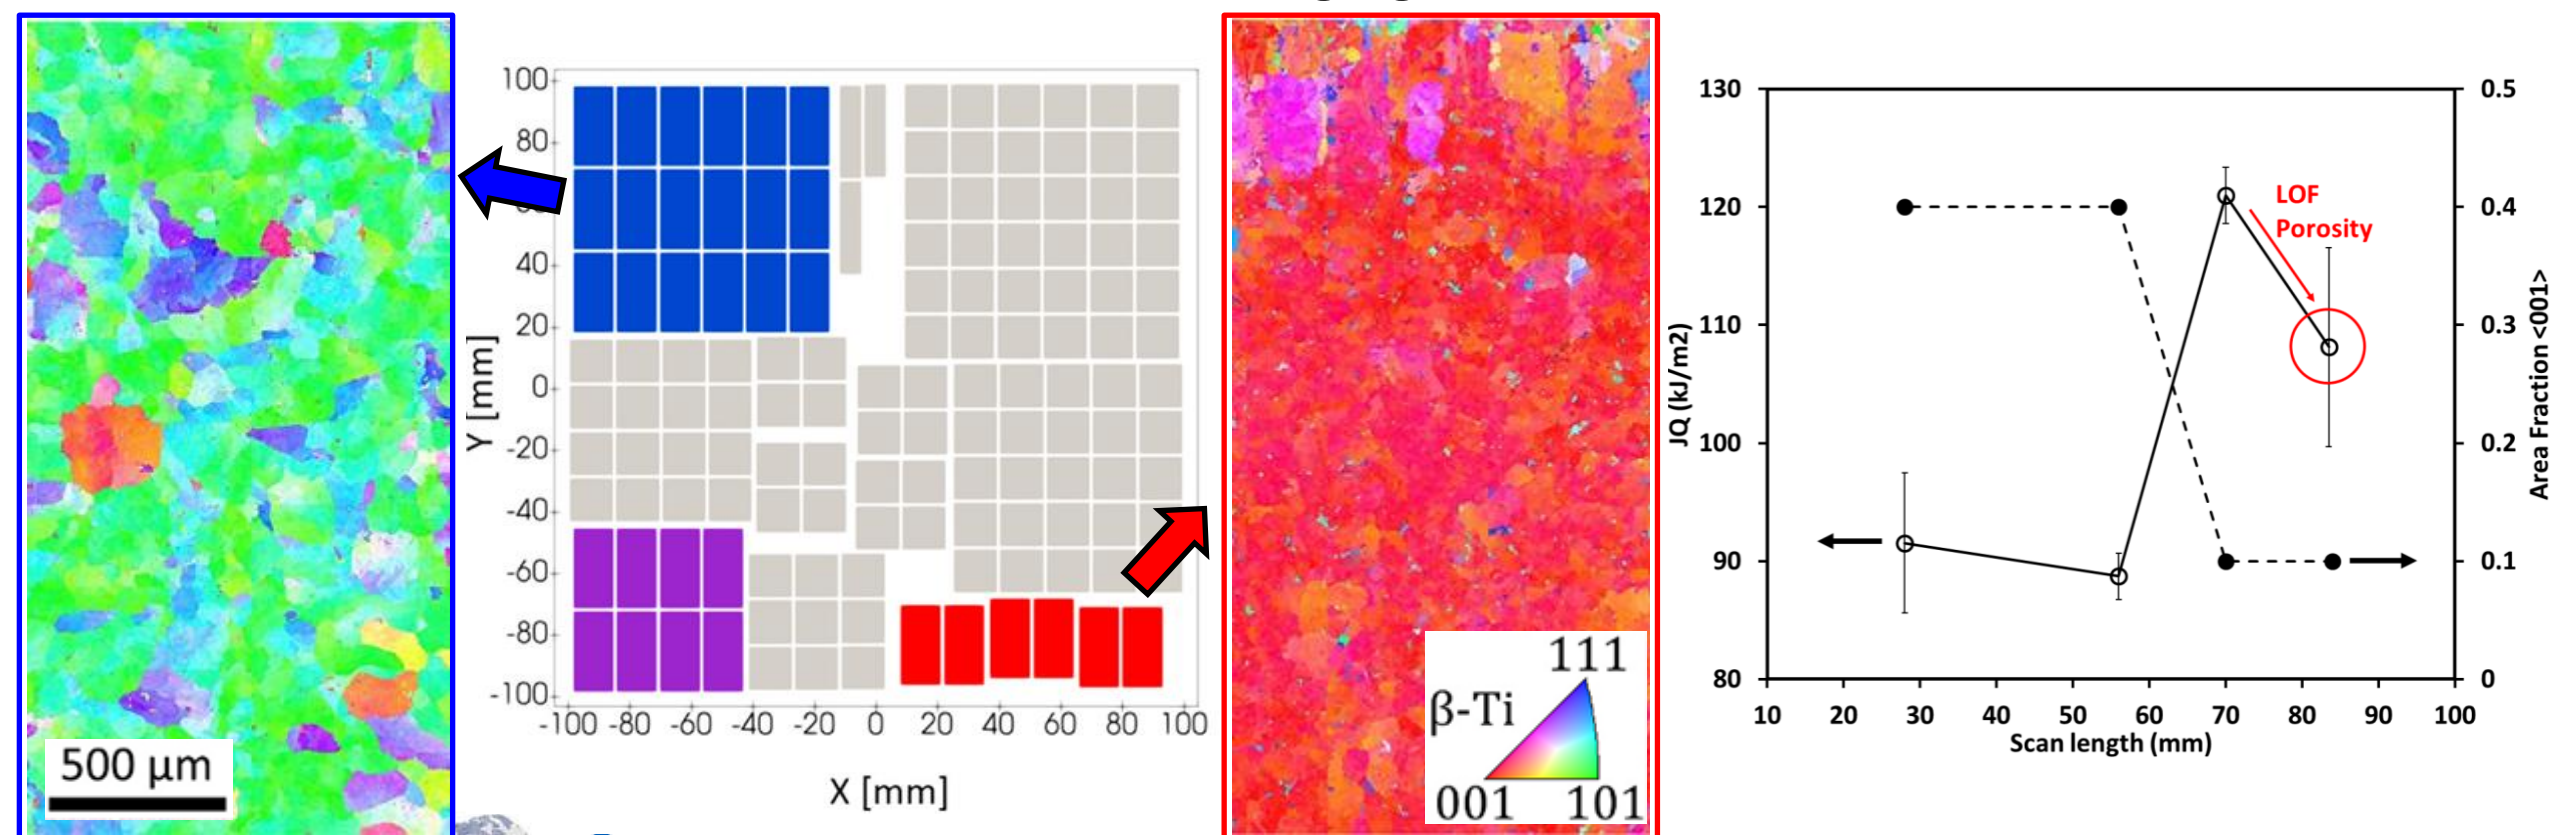 500 µm
Y [mm]
100
80
40
20
0
-20
-40
-60
-80
-100
-100 -80 -60 -40 -20 0 20 40 60 80 100
X [mm]
β-Ti
111
001 101
JQ (kJ/m2)
130
120
110
100
90
80
LOF
Porosity
0.5
0.4
0.3
0.2
0.1
0
Area Fraction <001>
10 20 30 40 50 60 70 80 90 100
Scan length (mm)